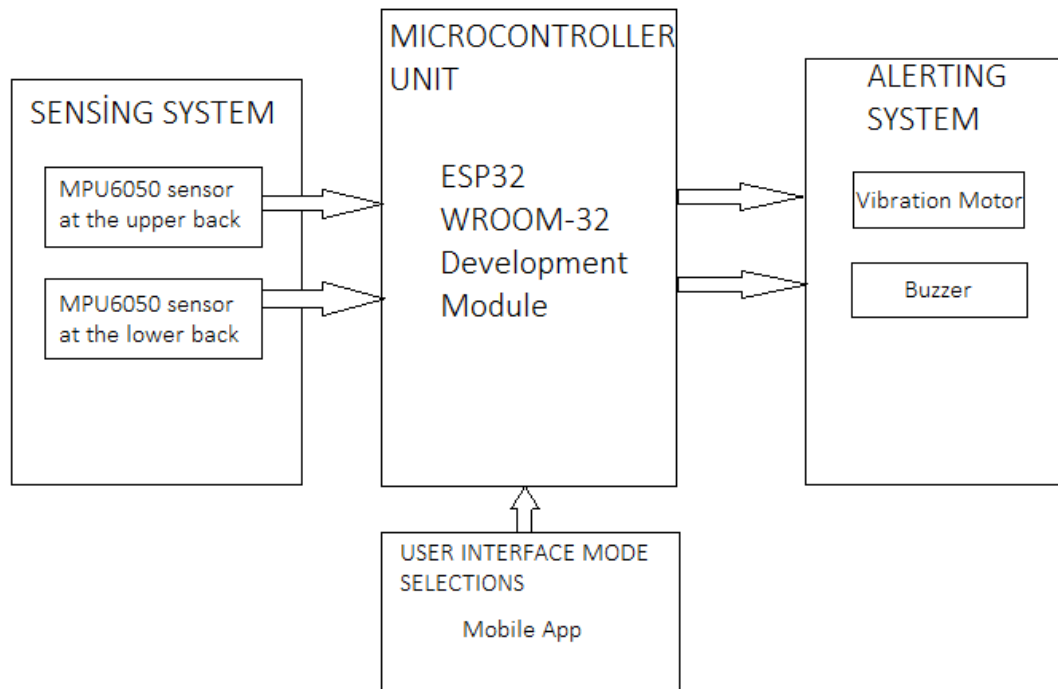 SENSİNG SYSTEM
MPU6050 sensor
at the upper back
MPU6050 sensor
at the lower back
MICROCONTROLLER
UNIT
ESP32
WROOM-32
Development
Module
ALERTING
SYSTEM
Vibration Motor
Buzzer
USER INTERFACE MODE
SELECTIONS
Mobile App